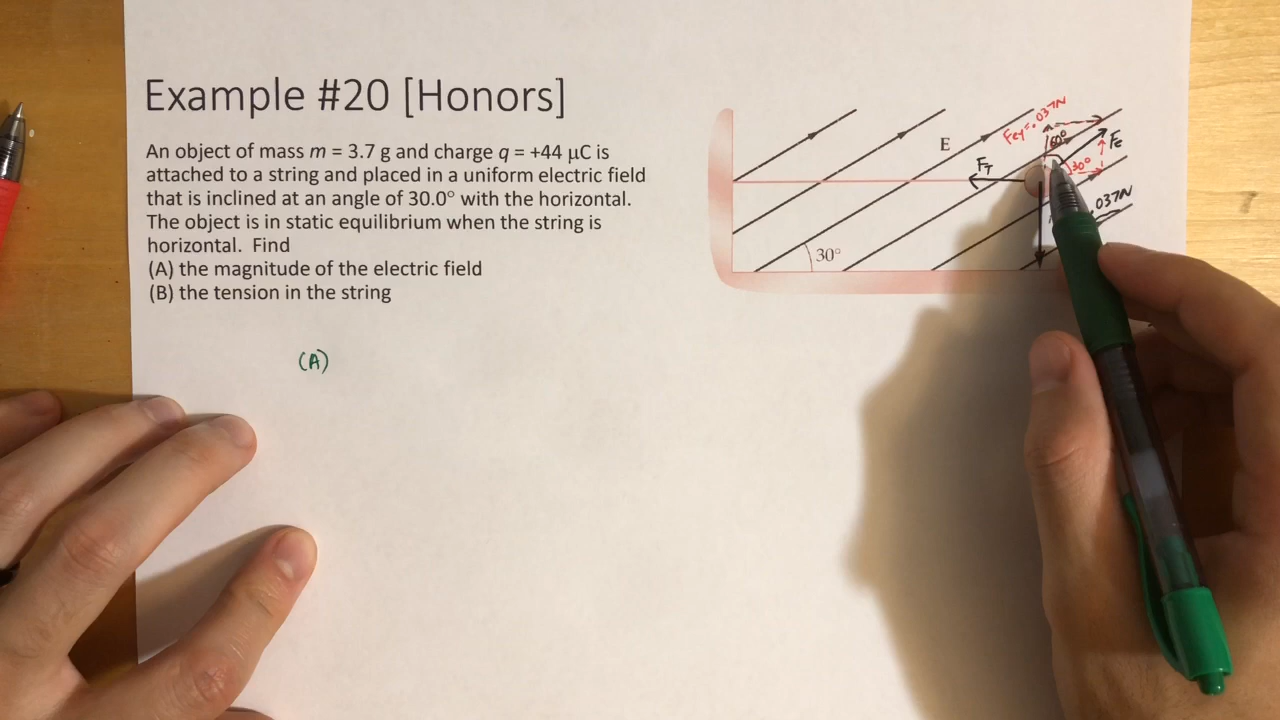 Example #20 [Honors]
An object of mass m = 3.7 g and charge q = +44 μC is
attached to a string and placed in a uniform electric field
that is inclined at an angle of 30.0° with the horizontal.
The object is in static equilibrium when the string is
horizontal. Find
(A) the magnitude of the electric field
(B) the tension in the string
(A)
E
30°
FT
Fey=.037N
60°
Fe
30°
.037N